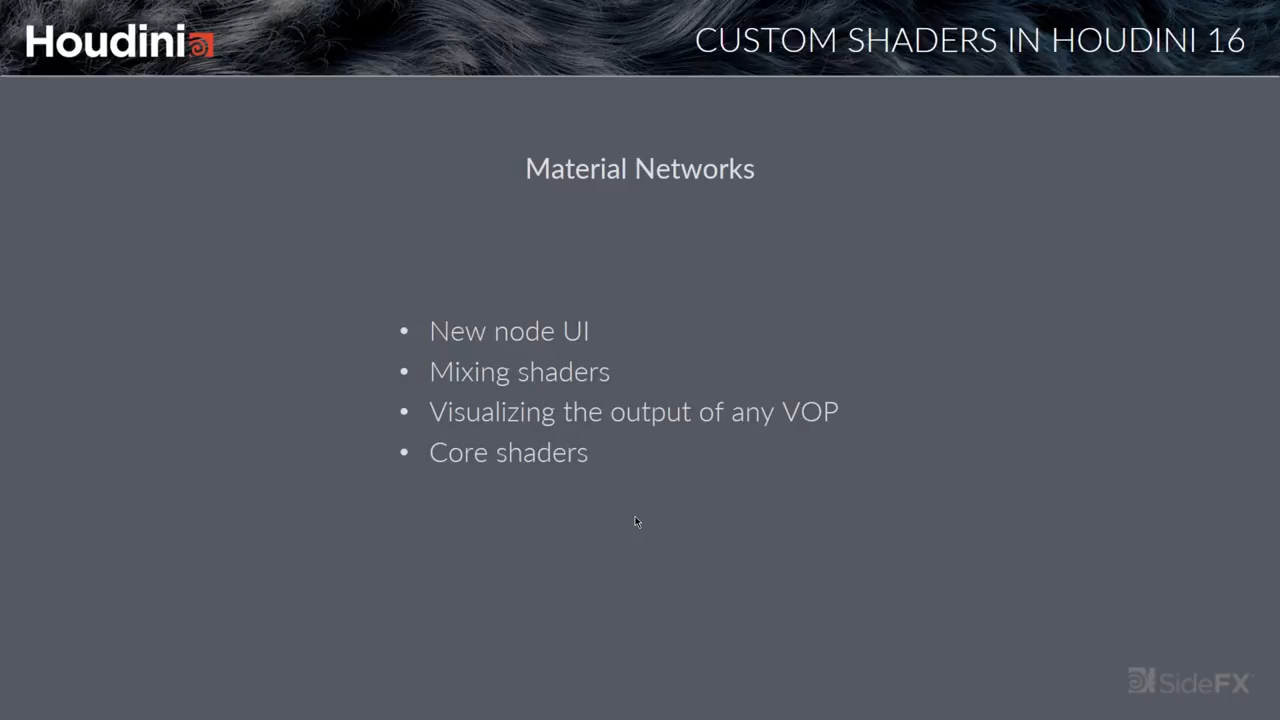 Houdini
CUSTOM SHADERS IN HOUDINI 16
Material Networks
• New node UI
• Mixing shaders
• Visualizing the output of any VOP
• Core shaders
SideFX